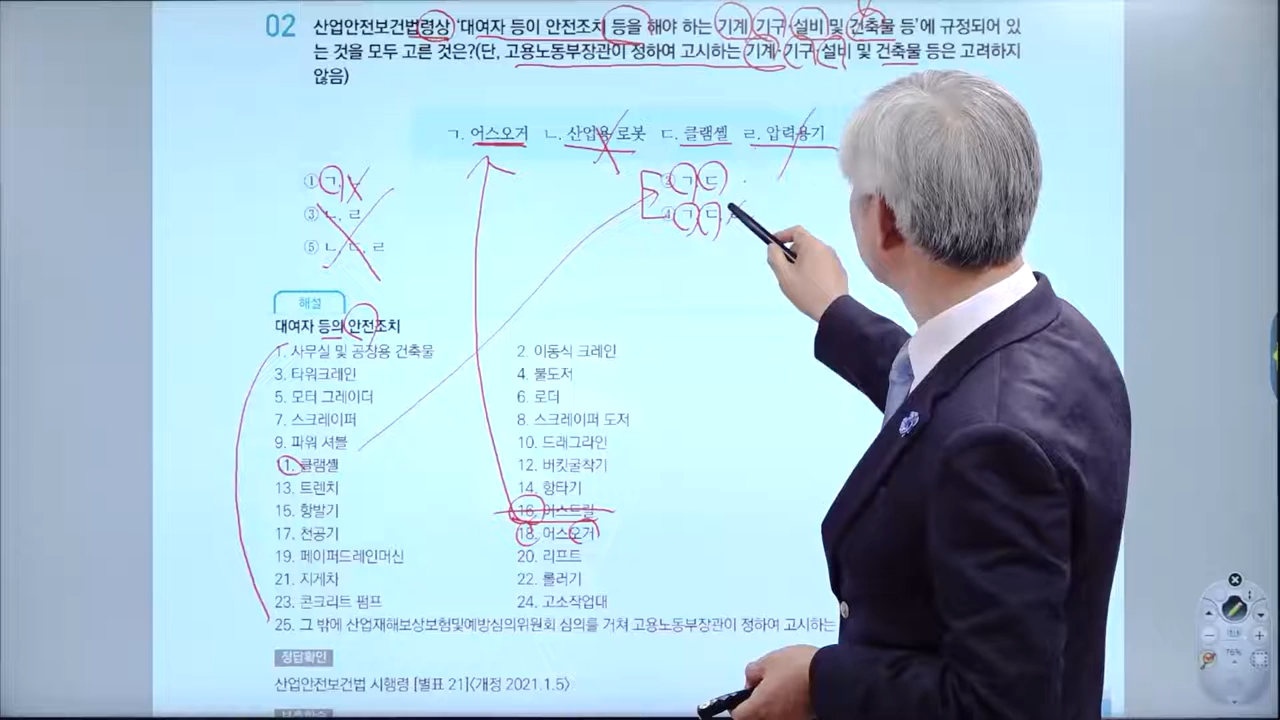 02 산업안전보건법령상 '대여자 등이 안전조치 등을 해야 하는 기계·기구·설비 및 건축물 등'에 규정되어 있
는 것을 모두 고른 것은?(단, 고용노동부장관이 정하여 고시하는 기계·기구·설비 및 건축물 등은 고려하지
않음)
ㄱ. 어스오거 ㄴ. 산업용 로봇 ㄷ. 클램셸 ㄹ. 압력용기
① ㄱ, ② ㄱ, ㄷ
③ ㄴ, ㄹ ④ ㄱ, ㄷ
⑤ ㄴ, ㄷ, ㄹ
해설
대여자 등의 안전조치
1. 사무실 및 공장용 건축물 2. 이동식 크레인
3. 타워크레인 4. 불도저
5. 모터 그레이더 6. 로더
7. 스크레이퍼 8. 스크레이퍼 도저
9. 파워 셔블 10. 드래그라인
11. 클램셸 12. 버킷굴착기
13. 트렌치 14. 항타기
15. 항발기 16. 어스드릴
17. 천공기 18. 어스오거
19. 페이퍼드레인머신 20. 리프트
21. 지게차 22. 롤러기
23. 콘크리트 펌프 24. 고소작업대
25. 그 밖에 산업재해보상보험및예방심의위원회 심의를 거쳐 고용노동부장관이 정하여 고시하는
정답확인
산업안전보건법 시행령 [별표 21]<개정 2021.1.5>
76%